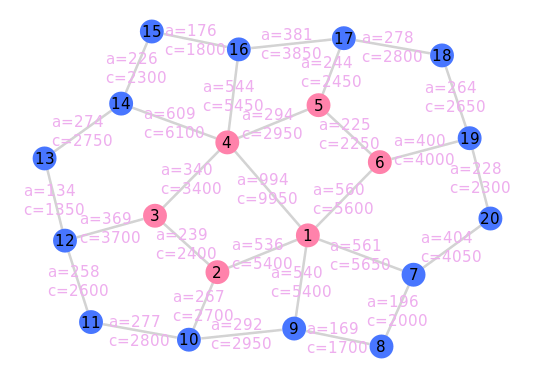 15
a=176
c=1800
16
a=381
c=3850
17
a=278
c=2800
18
a=226
c=2300
a=244
c=2450
a=264
c=2650
14
a=544
c=5450
5
a=609
c=6100
a=294
c=2950
a=274
c=2750
a=225
c=2250
19
a=400
c=4000
4
13
6
a=340
c=3400
a=994
c=9950
a=228
c=2300
a=134
c=1350
a=560
c=5600
3
20
a=369
c=3700
12
a=239
c=2400
1
a=536
c=5400
a=561
c=5650
a=404
c=4050
2
7
a=258
c=2600
a=540
c=5400
a=267
c=2700
a=196
c=2000
11
a=277
c=2800
a=292
c=2950
9
a=169
c=1700
10
8